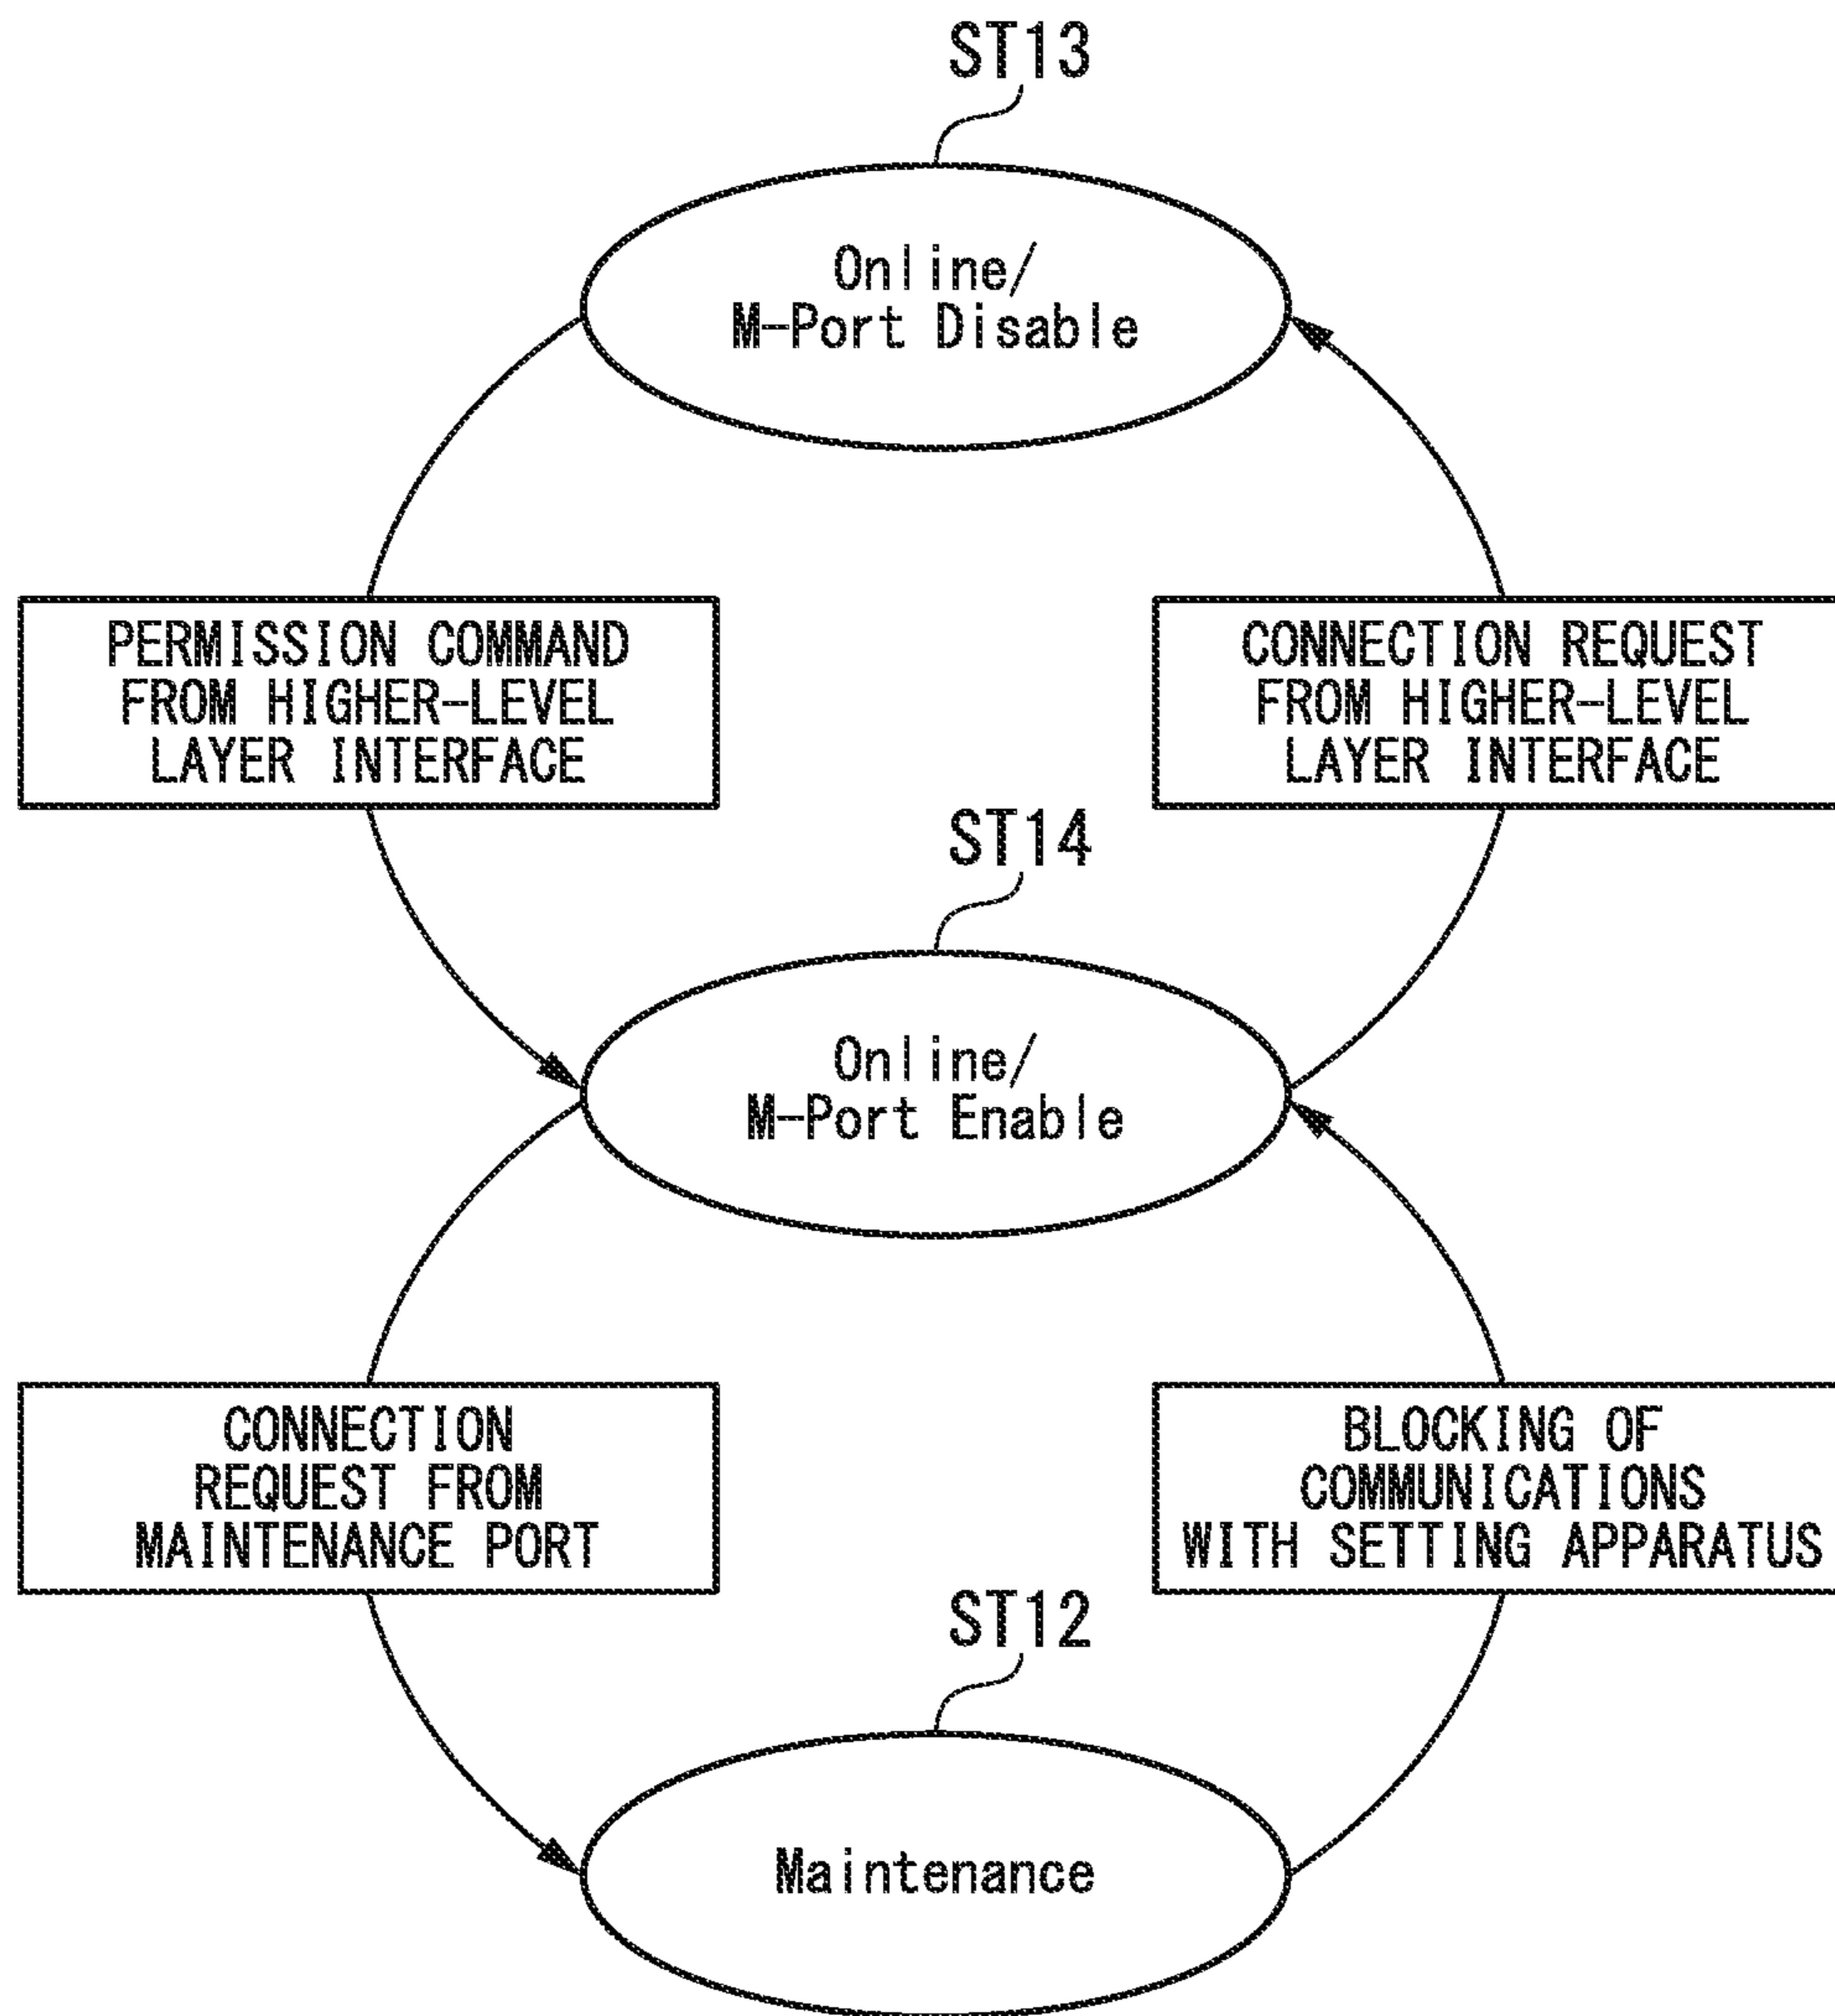 ST13
Online/
M-Port Disable
PERMISSION COMMAND
FROM HIGHER-LEVEL
LAYER INTERFACE
CONNECTION REQUEST
FROM HIGHER-LEVEL
LAYER INTERFACE
ST14
Online/
M-Port Enable
CONNECTION
REQUEST FROM
MAINTENANCE PORT
BLOCKING OF
COMMUNICATIONS
WITH SETTING APPARATUS
ST12
Maintenance